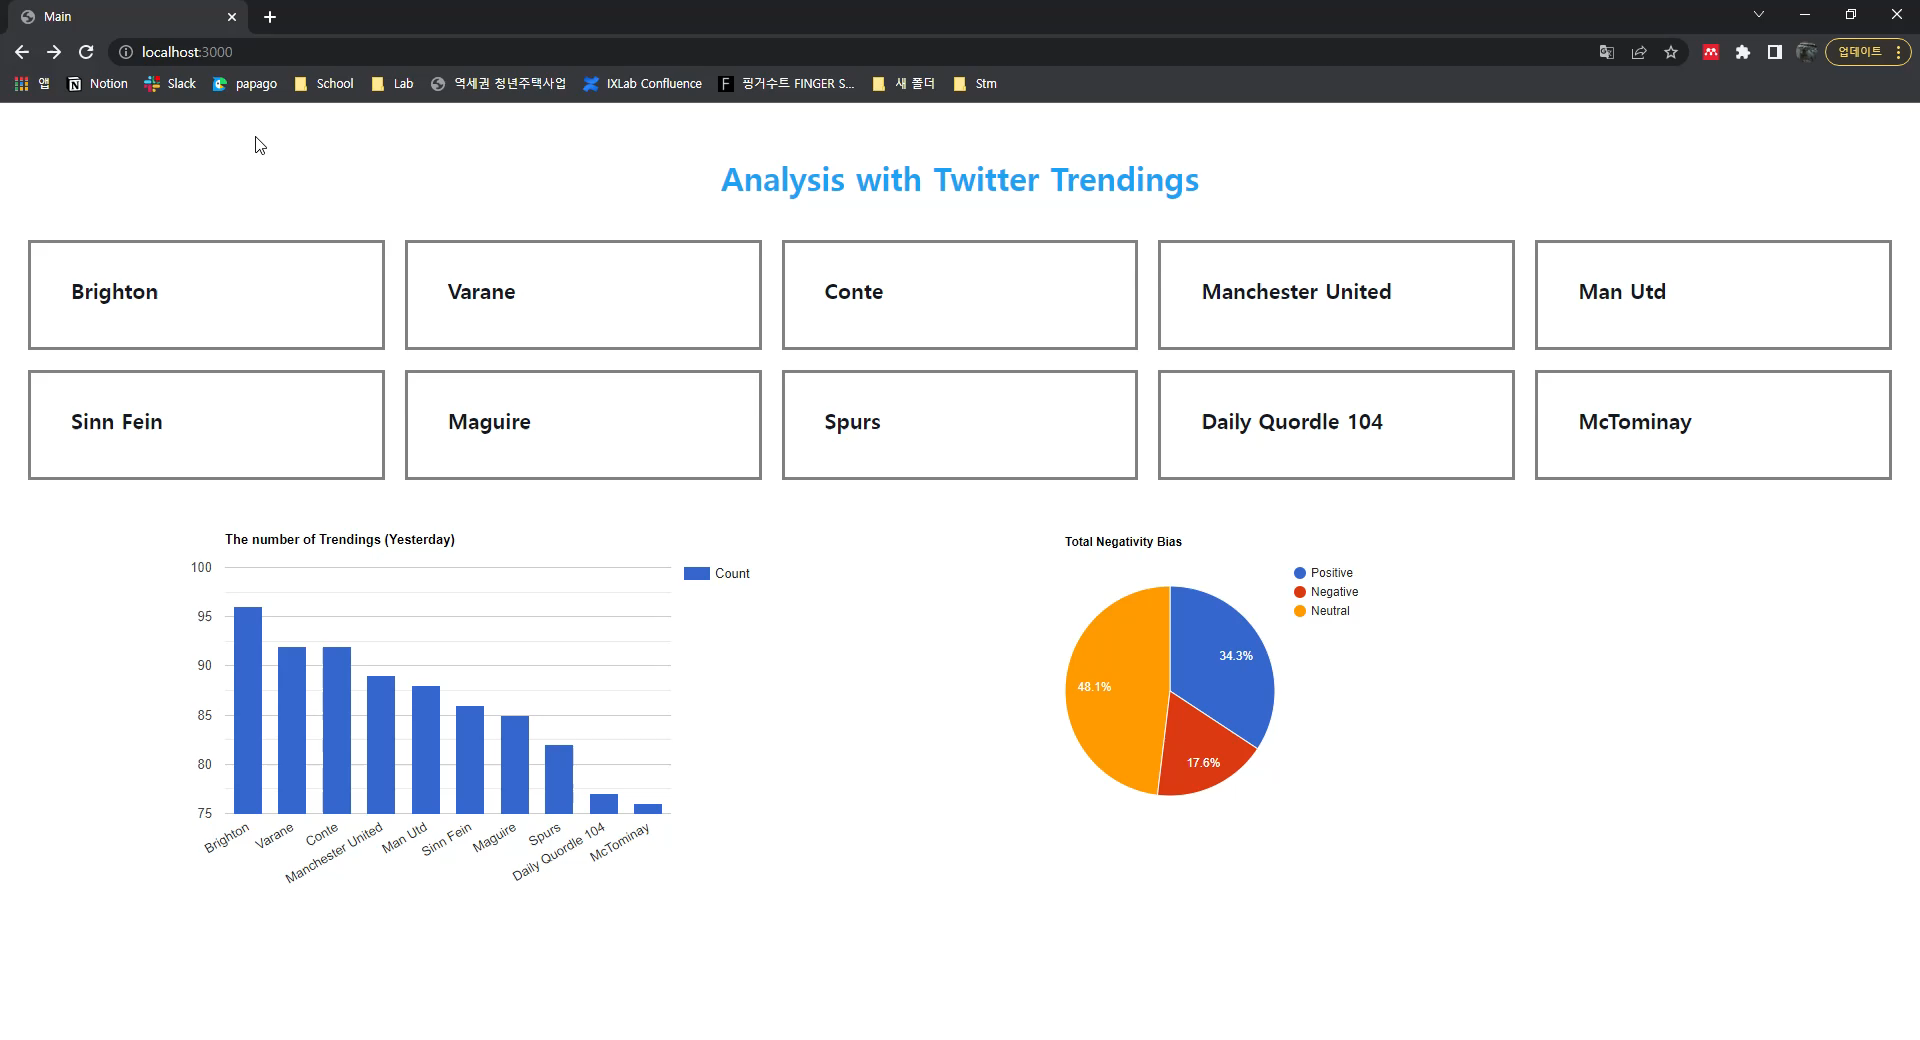 Main
localhost:3000
업데이트
앱 Notion Slack papago School Lab 역세권 청년주택사업 IXLab Confluence 핑거수트 FINGER S... 새 폴더 Stm
Analysis with Twitter Trendings
Brighton
Varane
Conte
Manchester United
Man Utd
Sinn Fein
Maguire
Spurs
Daily Quordle 104
McTominay
The number of Trendings (Yesterday)
100
95
90
85
80
75
Count
Brighton
Varane
Conte
Manchester United
Man Utd
Sinn Fein
Maguire
Spurs
Daily Quordle 104
McTominay
Total Negativity Bias
Positive
Negative
Neutral
34.3%
48.1%
17.6%